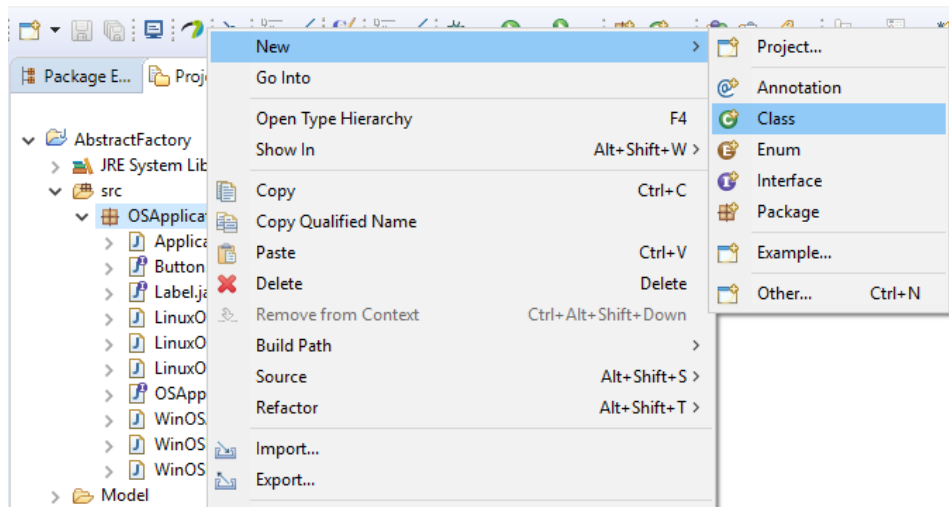 Package E...
Proj
AbstractFactory
JRE System Lib
src
OSApplica
Applica
Button
Label.ja
LinuxO
LinuxO
LinuxO
OSApp
WinOS
WinOS
WinOS
Model
New
Go Into
Open Type Hierarchy F4
Show In Alt+Shift+W >
Copy Ctrl+C
Copy Qualified Name
Paste Ctrl+V
Delete Delete
Remove from Context Ctrl+Alt+Shift+Down
Build Path
Source Alt+Shift+S >
Refactor Alt+Shift+T >
Import...
Export...
Project...
Annotation
Class
Enum
Interface
Package
Example...
Other... Ctrl+N